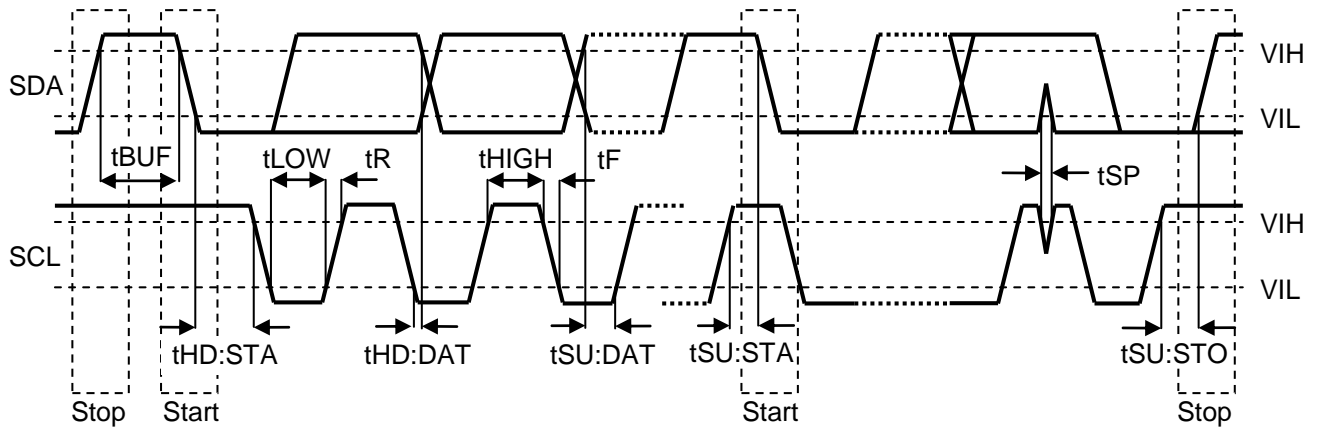 VIH
SDA
VIL
tBUF
tLOW
tR
tHIGH
tF
tSP
VIH
SCL
VIL
tHD:STA
tHD:DAT
tSU:DAT
tSU:STA
tSU:STO
Stop
Start
Start
Stop